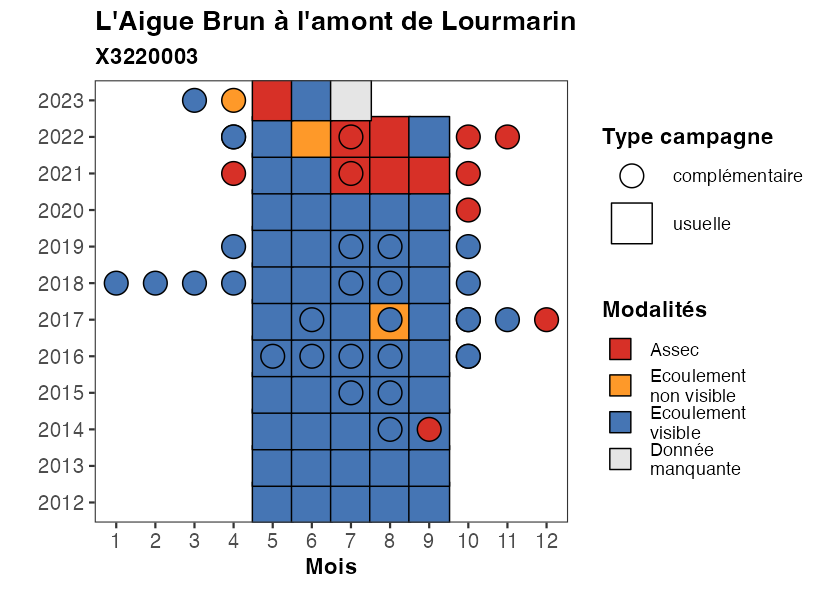 L'Aigue Brun à l'amont de Lourmarin
X3220003
2023
2022
2021
2020
2019
2018
2017
2016
2015
2014
2013
2012
1 2 3 4 5 6 7 8 9 10 11 12
Mois
Type campagne
complémentaire
usuelle
Modalités
Assec
Ecoulement
non visible
Ecoulement
visible
Donnée
manquante